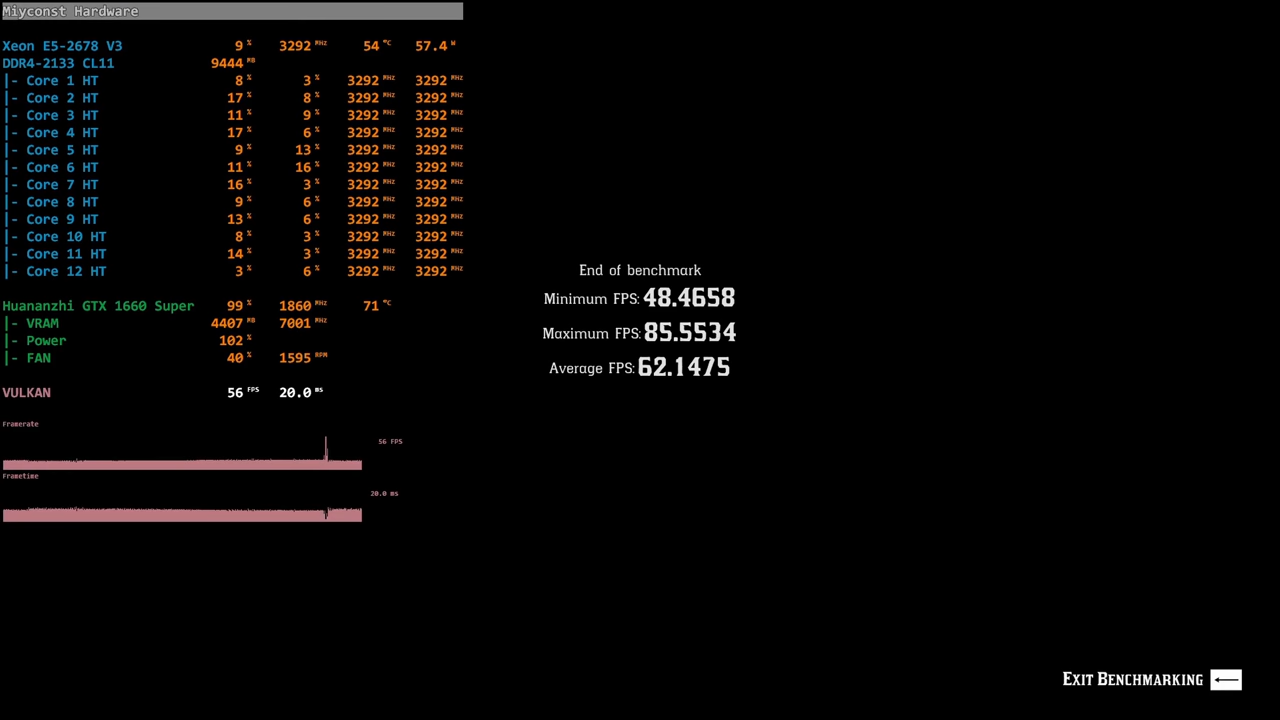 Miyconst Hardware
Xeon E5-2678 V3 9 % 3292 MHz 54 °C 57.4 W
DDR4-2133 CL11 9444 MB
|- Core 1 HT 8 % 3 % 3292 MHz 3292 MHz
|- Core 2 HT 17 % 8 % 3292 MHz 3292 MHz
|- Core 3 HT 11 % 9 % 3292 MHz 3292 MHz
|- Core 4 HT 17 % 6 % 3292 MHz 3292 MHz
|- Core 5 HT 9 % 13 % 3292 MHz 3292 MHz
|- Core 6 HT 11 % 16 % 3292 MHz 3292 MHz
|- Core 7 HT 16 % 3 % 3292 MHz 3292 MHz
|- Core 8 HT 9 % 6 % 3292 MHz 3292 MHz
|- Core 9 HT 13 % 6 % 3292 MHz 3292 MHz
|- Core 10 HT 8 % 3 % 3292 MHz 3292 MHz
|- Core 11 HT 14 % 3 % 3292 MHz 3292 MHz
|- Core 12 HT 3 % 6 % 3292 MHz 3292 MHz
Huananzhi GTX 1660 Super 99 % 1860 MHz 71 °C
|- VRAM 4407 MB 7001 MHz
|- Power 102 %
|- FAN 40 % 1595 RPM
VULKAN 56 FPS 20.0 ms
Framerate
56 FPS
Frametime
20.0 ms
End of benchmark
Minimum FPS: 48.4658
Maximum FPS: 85.5534
Average FPS: 62.1475
Exit Benchmarking